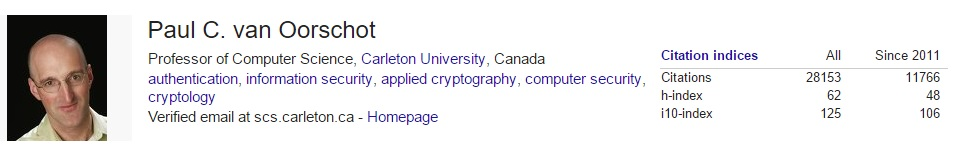 Paul C. van Oorschot
Professor of Computer Science, Carleton University, Canada
authentication, information security, applied cryptography, computer security,
cryptology
Verified email at scs.carleton.ca - Homepage
Citation indices All Since 2011
Citations 28153 11766
h-index 62 48
i10-index 125 106